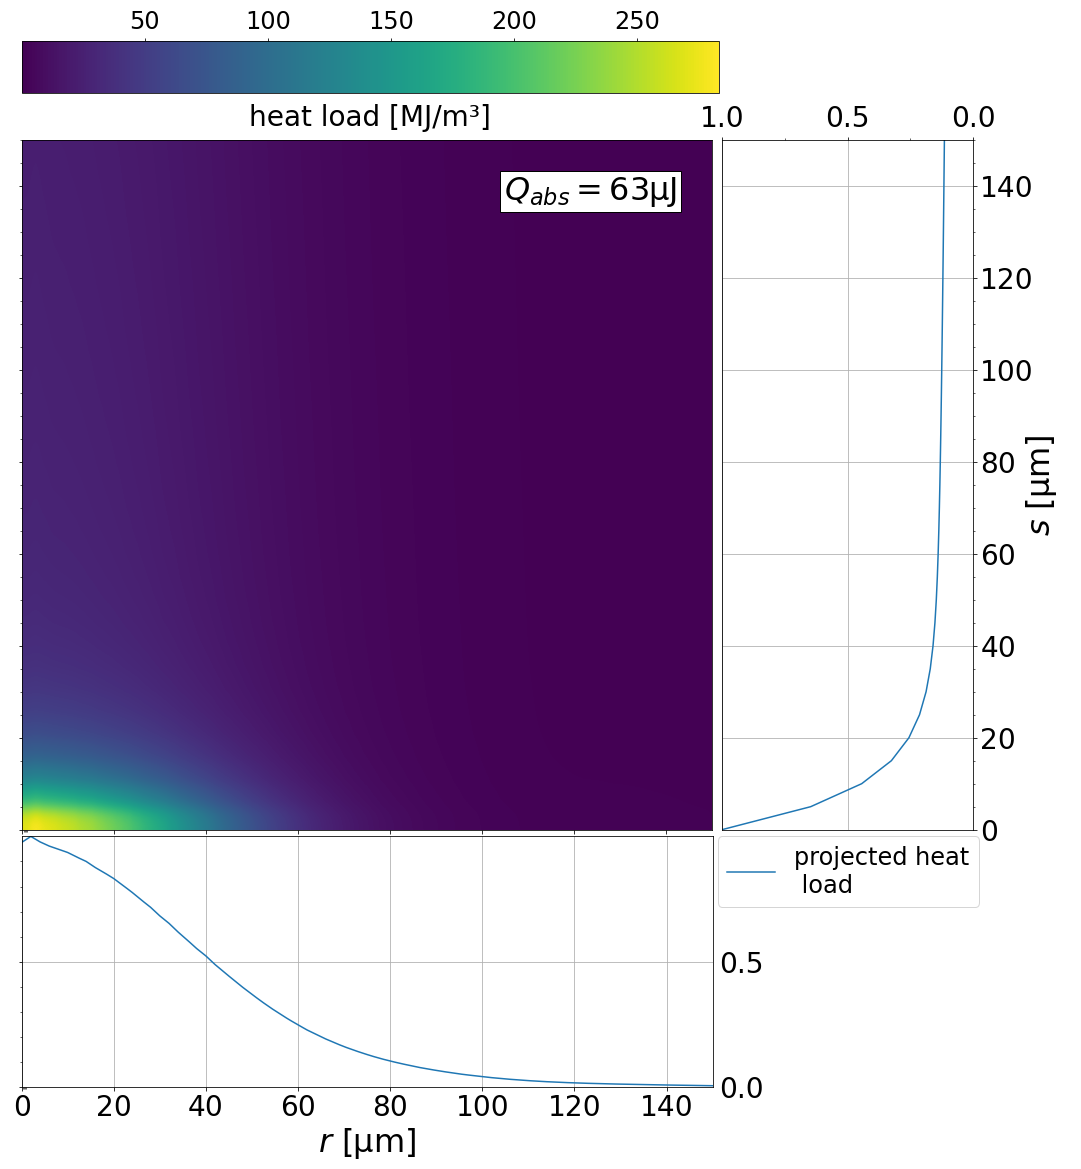 50 100 150 200 250
heat load [MJ/m³]
1.0 0.5 0.0
Q_abs = 63µJ
140
120
100
80
60
40
20
0
s [µm]
projected heat
load
0.5
0.0
0 20 40 60 80 100 120 140
r [µm]